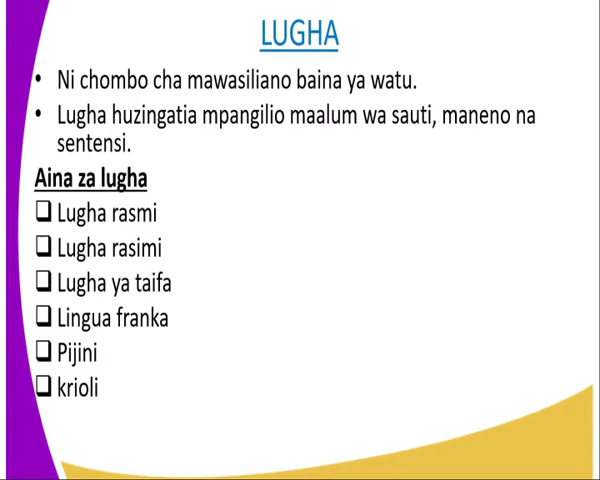 LUGHA
• Ni chombo cha mawasiliano baina ya watu.
• Lugha huzingatia mpangilio maalum wa sauti, maneno na
sentensi.
Aina za lugha
❑ Lugha rasmi
❑ Lugha rasimi
❑ Lugha ya taifa
❑ Lingua franka
❑ Pijini
❑ krioli